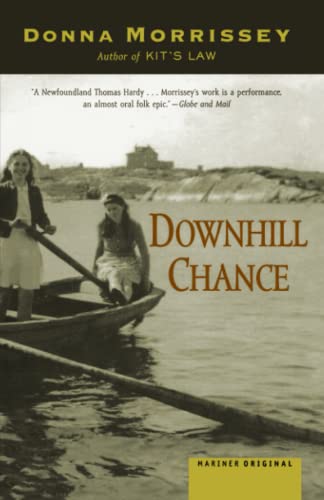 DONNA MORRISSEY
Author of KIT'S LAW
"A Newfoundland Thomas Hardy . . . Morrissey's work is a performance,
an almost oral folk epic."—Globe and Mail
DOWNHILL
CHANCE
MARINER ORIGINAL